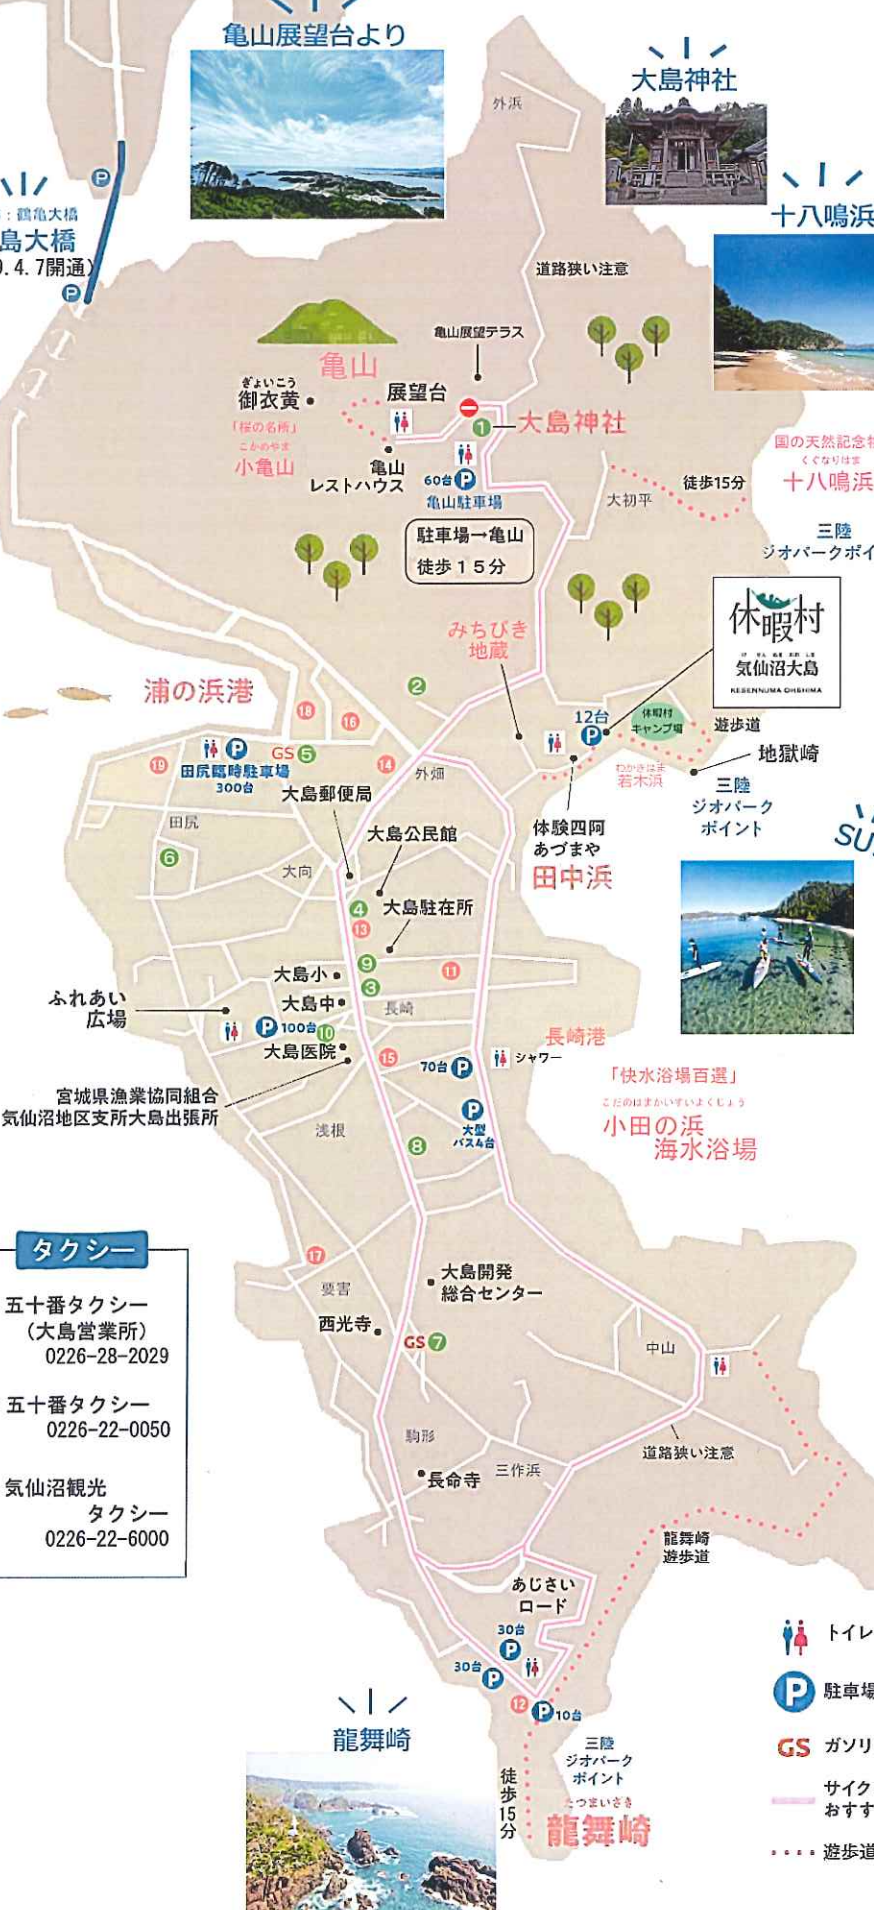 亀山展望台より
大島神社
十八鳴浜
：鶴亀大橋
島大橋
.4.7開通）
P
P
外浜
道路狭い注意
亀山展望テラス
亀山
ぎょいこう
御衣黄
展望台
「桜の名所」
こかめやま
小亀山
亀山
レストハウス
1
大島神社
60台 P
亀山駐車場
駐車場→亀山
徒歩15分
大初平
徒歩15分
国の天然記念
くぐなりはま
十八鳴浜
三陸
ジオパークポイ
休暇村
気仙沼大島
KESENNUMA OHSHIMA
みちびき
地蔵
2
12台
P
休暇村
キャンプ場
遊歩道
地獄崎
わかきはま
若木浜
三陸
ジオパーク
ポイント
体験四阿
あづまや
田中浜
浦の浜港
18
16
P
GS 5
19
田尻臨時駐車場
300台
14
外畑
大島郵便局
田尻
大島公民館
6
大向
4
13
大島駐在所
SU
9
11
大島小
3
大島中
長崎
ふれあい
広場
P 100台 10
大島医院
15
70台 P
シャワー
長崎港
宮城県漁業協同組合
気仙沼地区支所大島出張所
P
大型
バス4台
「快水浴場百選」
こだのはまかいすいよくじょう
小田の浜
海水浴場
浅根
8
17
要害
大島開発
総合センター
西光寺
GS 7
中山
タクシー
五十番タクシー
（大島営業所）
0226-28-2029
五十番タクシー
0226-22-0050
気仙沼観光
タクシー
0226-22-6000
駒形
長命寺
三作浜
道路狭い注意
龍舞崎
遊歩道
あじさい
ロード
30台
P
30台
P
12
P 10台
龍舞崎
三陸
ジオパーク
ポイント
徒歩15分
たつまいさき
龍舞崎
トイレ
P 駐車場
GS ガソリ
サイク
おすす
遊歩道